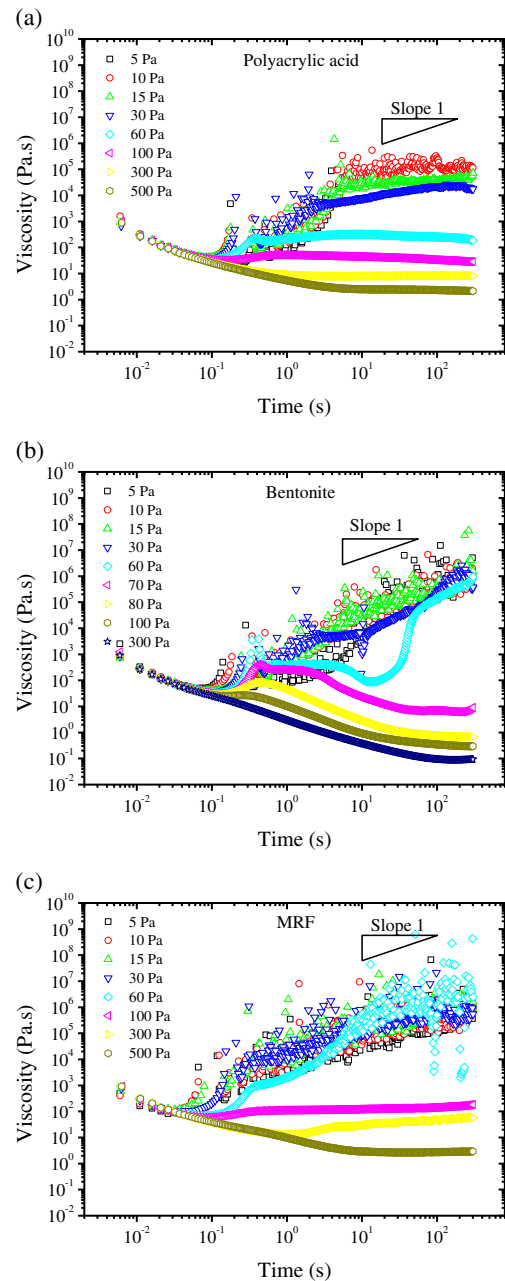 (a)
10^10
10^9
10^8
10^7
10^6
10^5
10^4
10^3
10^2
10^1
10^0
10^-1
10^-2
Viscosity (Pa.s)
Polyacrylic acid
5 Pa
10 Pa
15 Pa
30 Pa
60 Pa
100 Pa
300 Pa
500 Pa
Slope 1
10^-2 10^-1 10^0 10^1 10^2
Time (s)
(b)
10^10
10^9
10^8
10^7
10^6
10^5
10^4
10^3
10^2
10^1
10^0
10^-1
10^-2
Viscosity (Pa.s)
Bentonite
5 Pa
10 Pa
15 Pa
30 Pa
60 Pa
70 Pa
80 Pa
100 Pa
300 Pa
Slope 1
10^-2 10^-1 10^0 10^1 10^2
Time (s)
(c)
10^10
10^9
10^8
10^7
10^6
10^5
10^4
10^3
10^2
10^1
10^0
10^-1
10^-2
Viscosity (Pa.s)
MRF
5 Pa
10 Pa
15 Pa
30 Pa
60 Pa
100 Pa
300 Pa
500 Pa
Slope 1
10^-2 10^-1 10^0 10^1 10^2
Time (s)